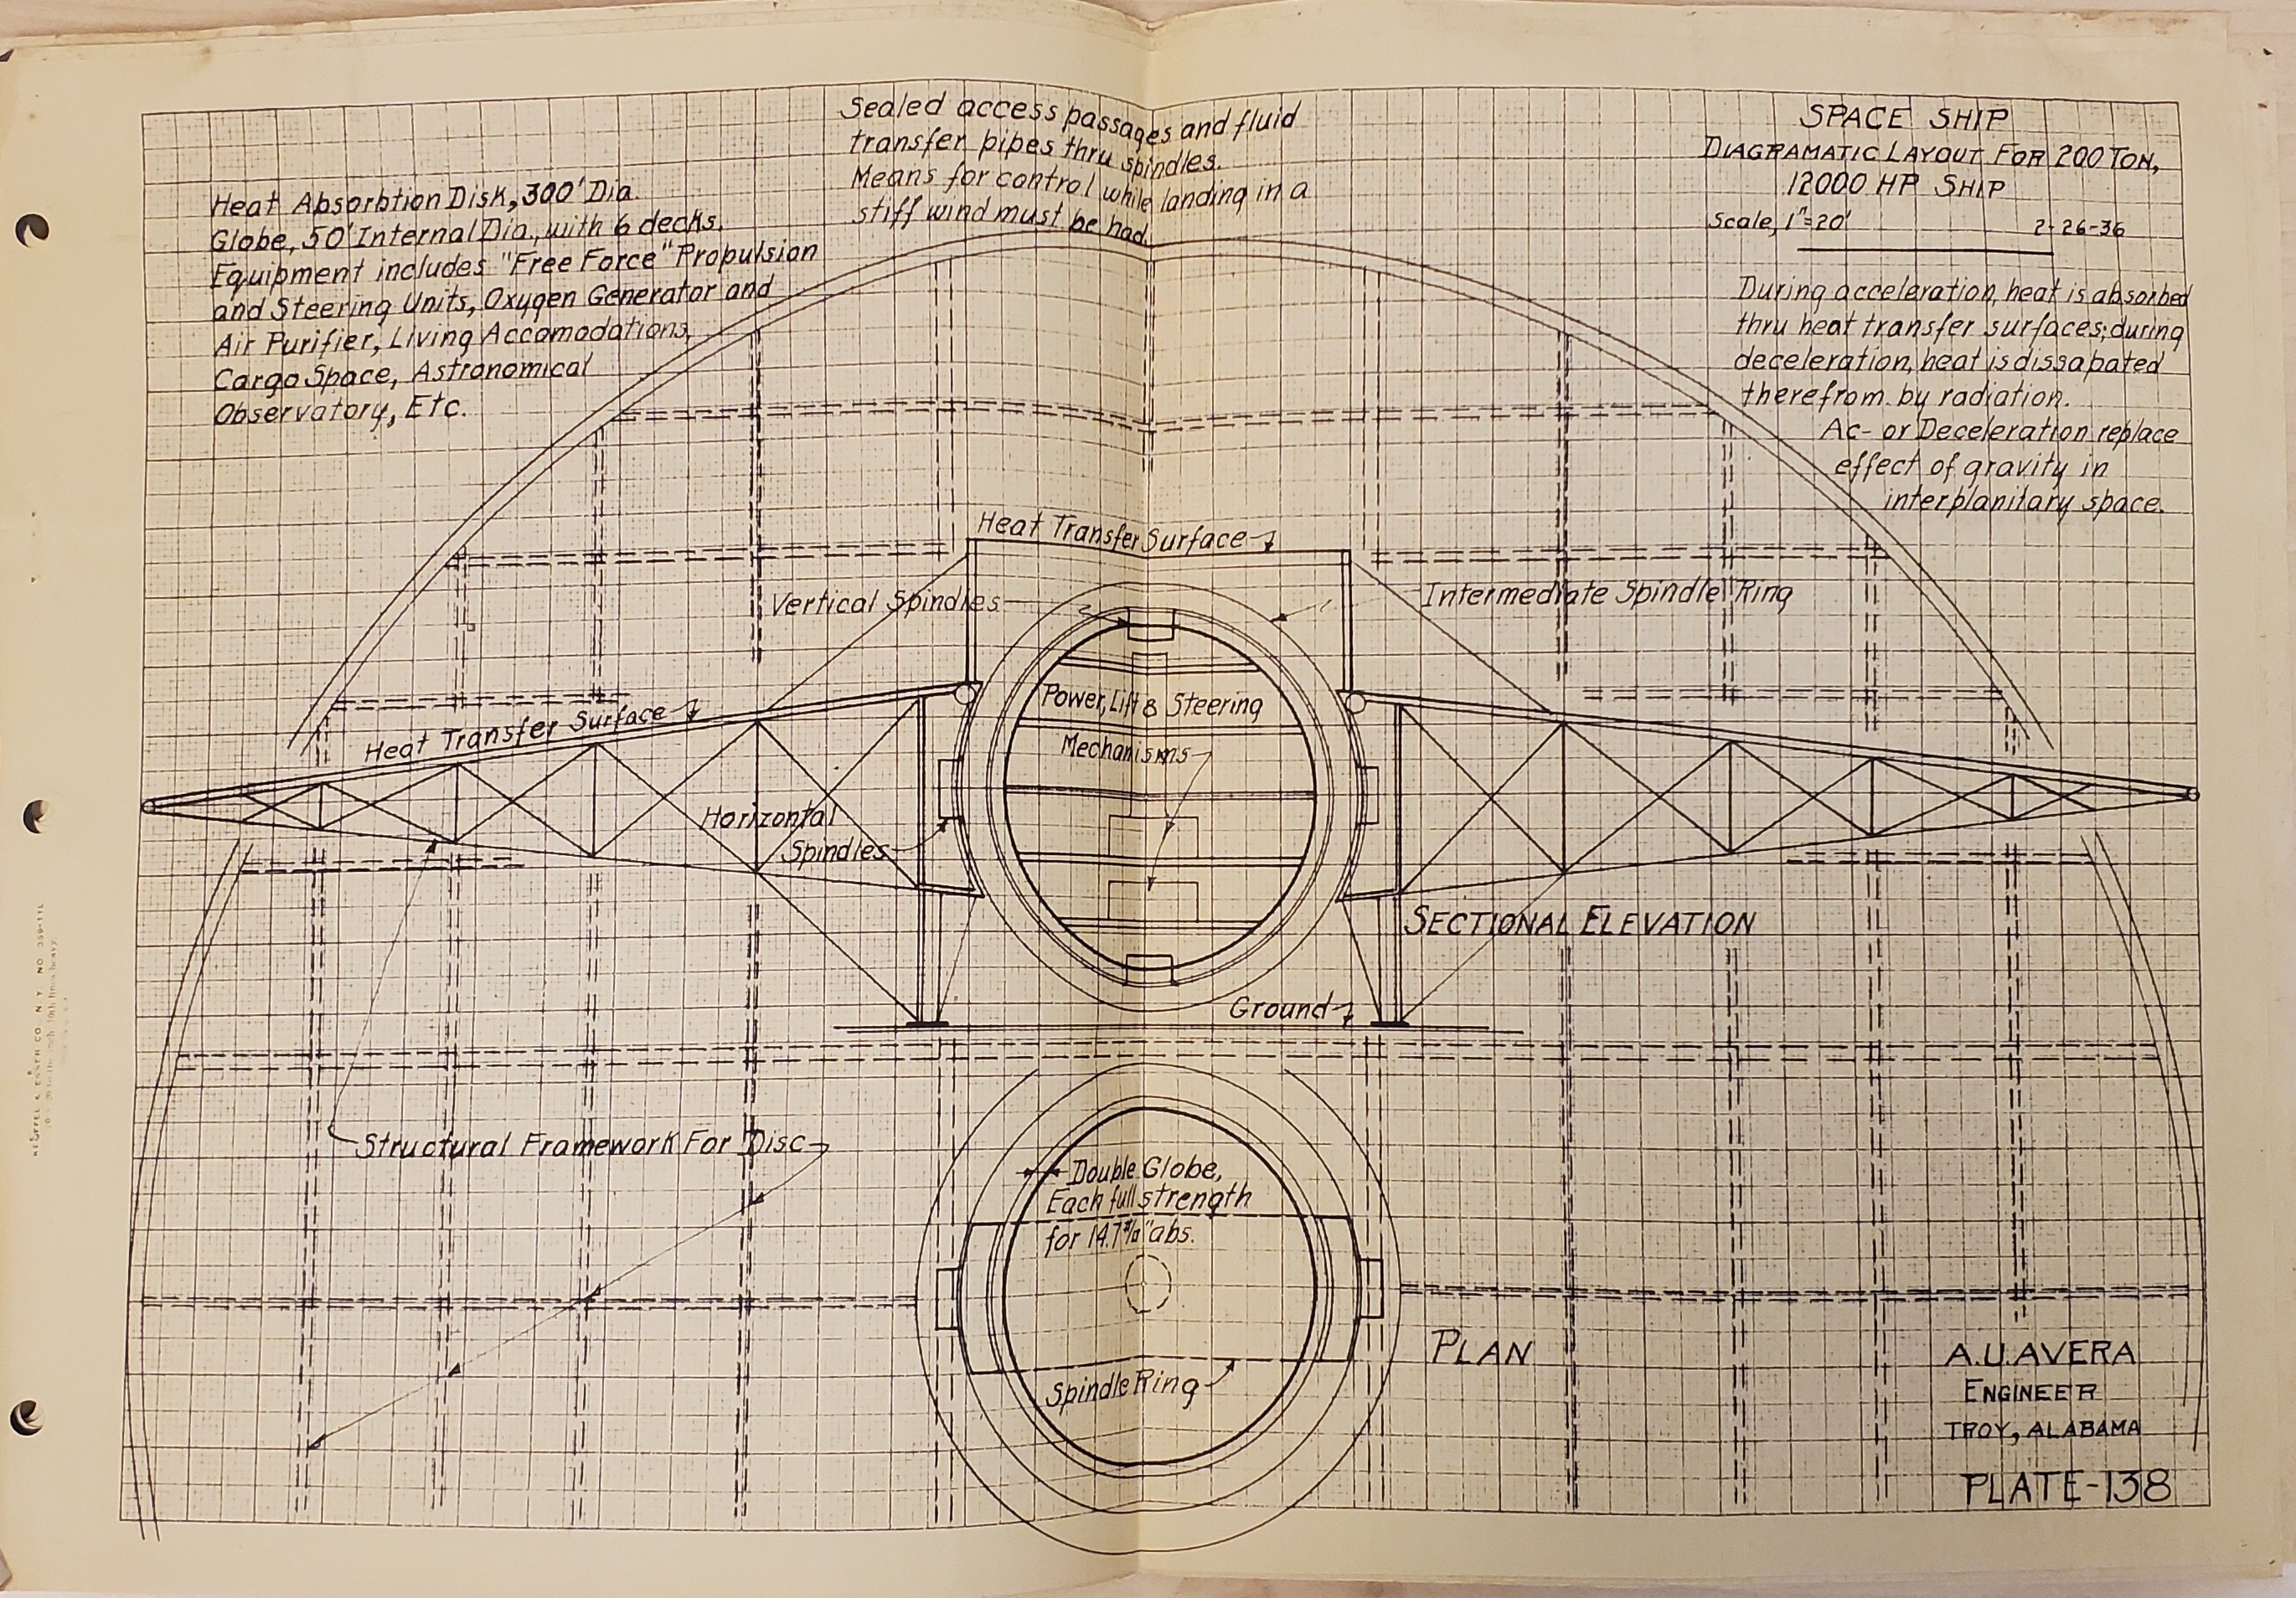 Sealed access passages and fluid
transfer pipes thru spindles.
Means for control while landing in a
stiff wind must be had.
SPACE SHIP
DIAGRAMATIC LAYOUT FOR 200 TON,
12000 HP SHIP
Scale, 1"=20'
2-26-36
Heat Absorbtion Disk, 300' Dia.
Globe, 50' Internal Dia., with 6 decks.
Equipment includes "Free Force" Propulsion
and Steering Units, Oxygen Generator and
Air Purifier, Living Accomodations,
Cargo Space, Astronomical
Observatory, Etc.
During acceleration, heat is absorbed
thru heat transfer surfaces; during
deceleration, heat is dissapated
therefrom by radiation.
Ac- or Deceleration replace
effect of gravity in
interplanitary space.
Heat Transfer Surface
Vertical Spindles
Intermediate Spindle Ring
Power, Lift & Steering
Mechanisms
Heat Transfer Surface
Horizontal
Spindles
SECTIONAL ELEVATION
Ground
Structural Framework For Disc
Double Globe,
Each full strength
for 14.7#/□" abs.
Spindle Ring
PLAN
A.U. AVERA
ENGINEER
TROY, ALABAMA
PLATE-138
KEUFFEL & ESSER CO., N.Y. NO. 359-11L